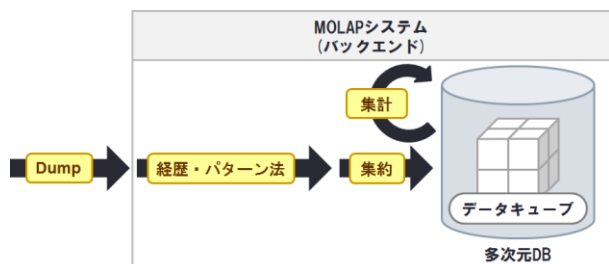 MOLAPシステム
(バックエンド)
集計
Dump
経歴・パターン法
集約
データキューブ
多次元DB